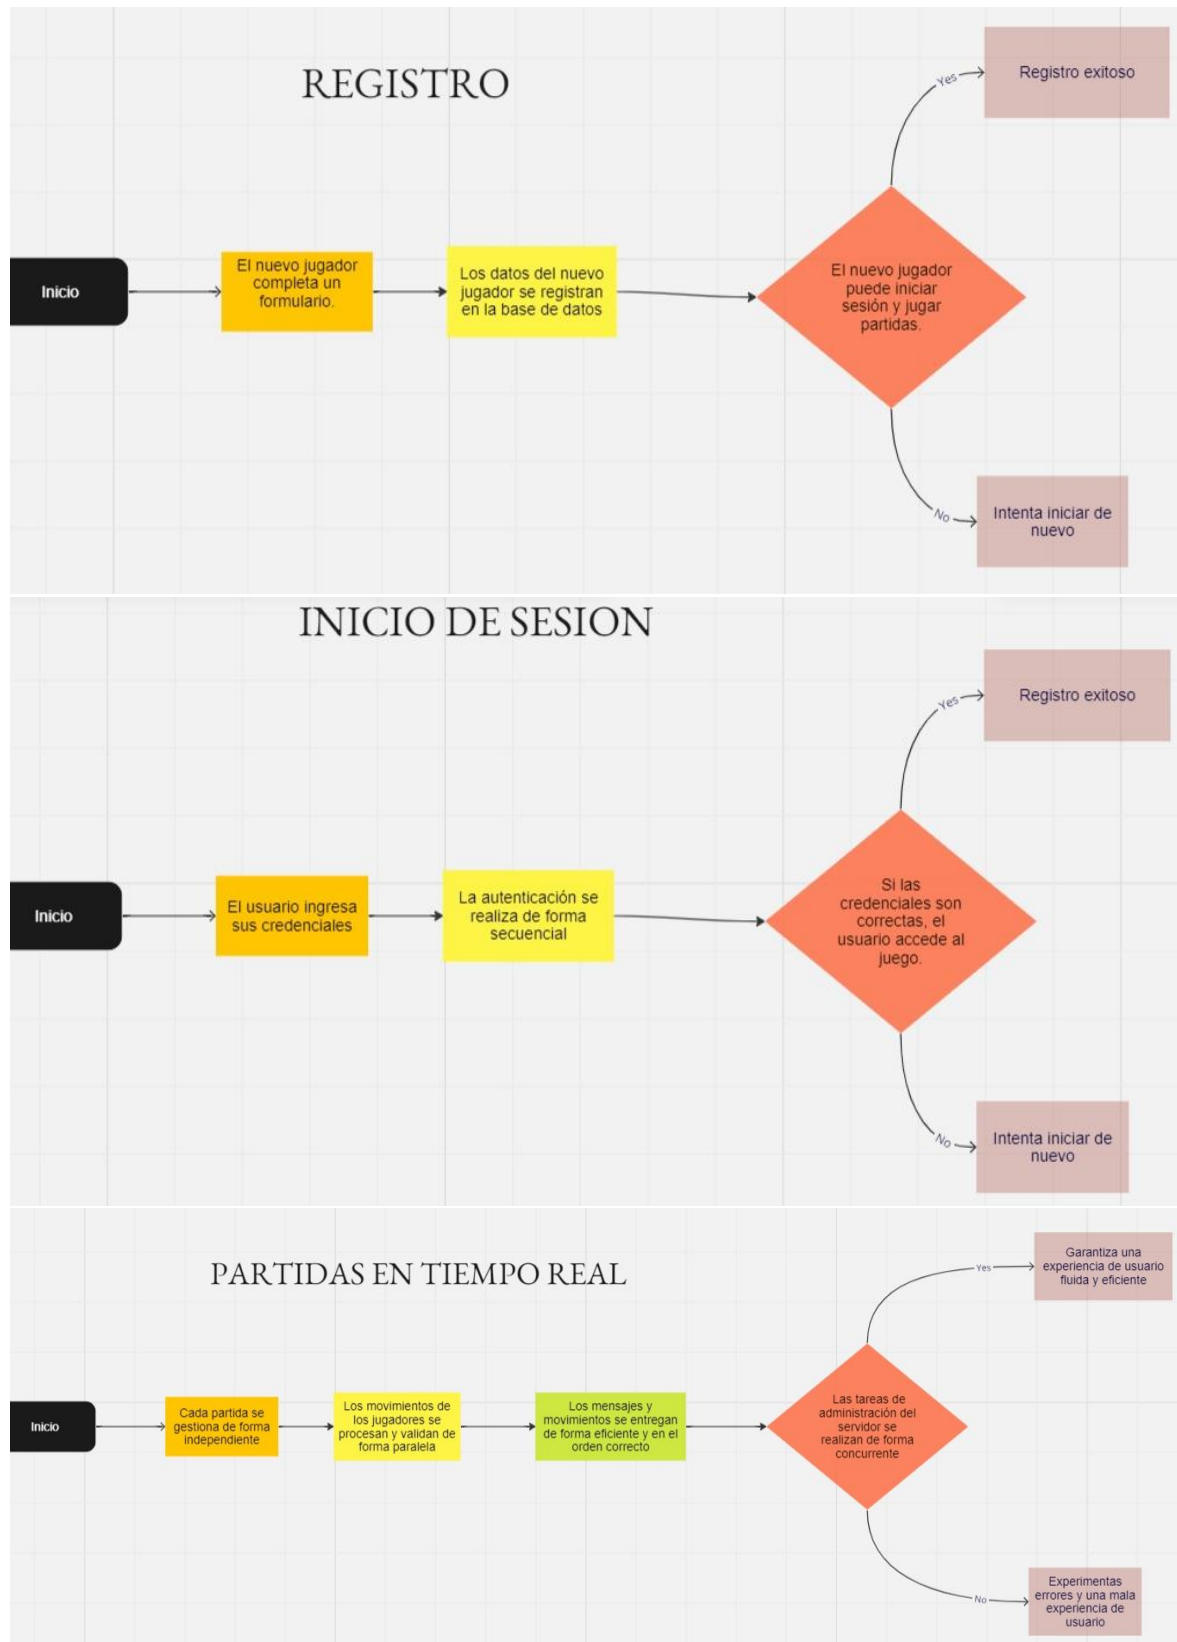 REGISTRO
Yes
Registro exitoso
Inicio
El nuevo jugador
completa un
formulario.
Los datos del nuevo
jugador se registran
en la base de datos
El nuevo jugador
puede iniciar
sesión y jugar
partidas.
No
Intenta iniciar de
nuevo
INICIO DE SESION
Yes
Registro exitoso
Inicio
El usuario ingresa
sus credenciales
La autenticación se
realiza de forma
secuencial
Si las
credenciales son
correctas, el
usuario accede al
juego.
No
Intenta iniciar de
nuevo
PARTIDAS EN TIEMPO REAL
Yes
Garantiza una
experiencia de usuario
fluida y eficiente
Inicio
Cada partida se
gestiona de forma
independiente
Los movimientos de
los jugadores se
procesan y validan de
forma paralela
Los mensajes y
movimientos se entregan
de forma eficiente y en el
orden correcto
Las tareas de
administración del
servidor se
realizan de forma
concurrente
No
Experimentas
errores y una mala
experiencia de
usuario